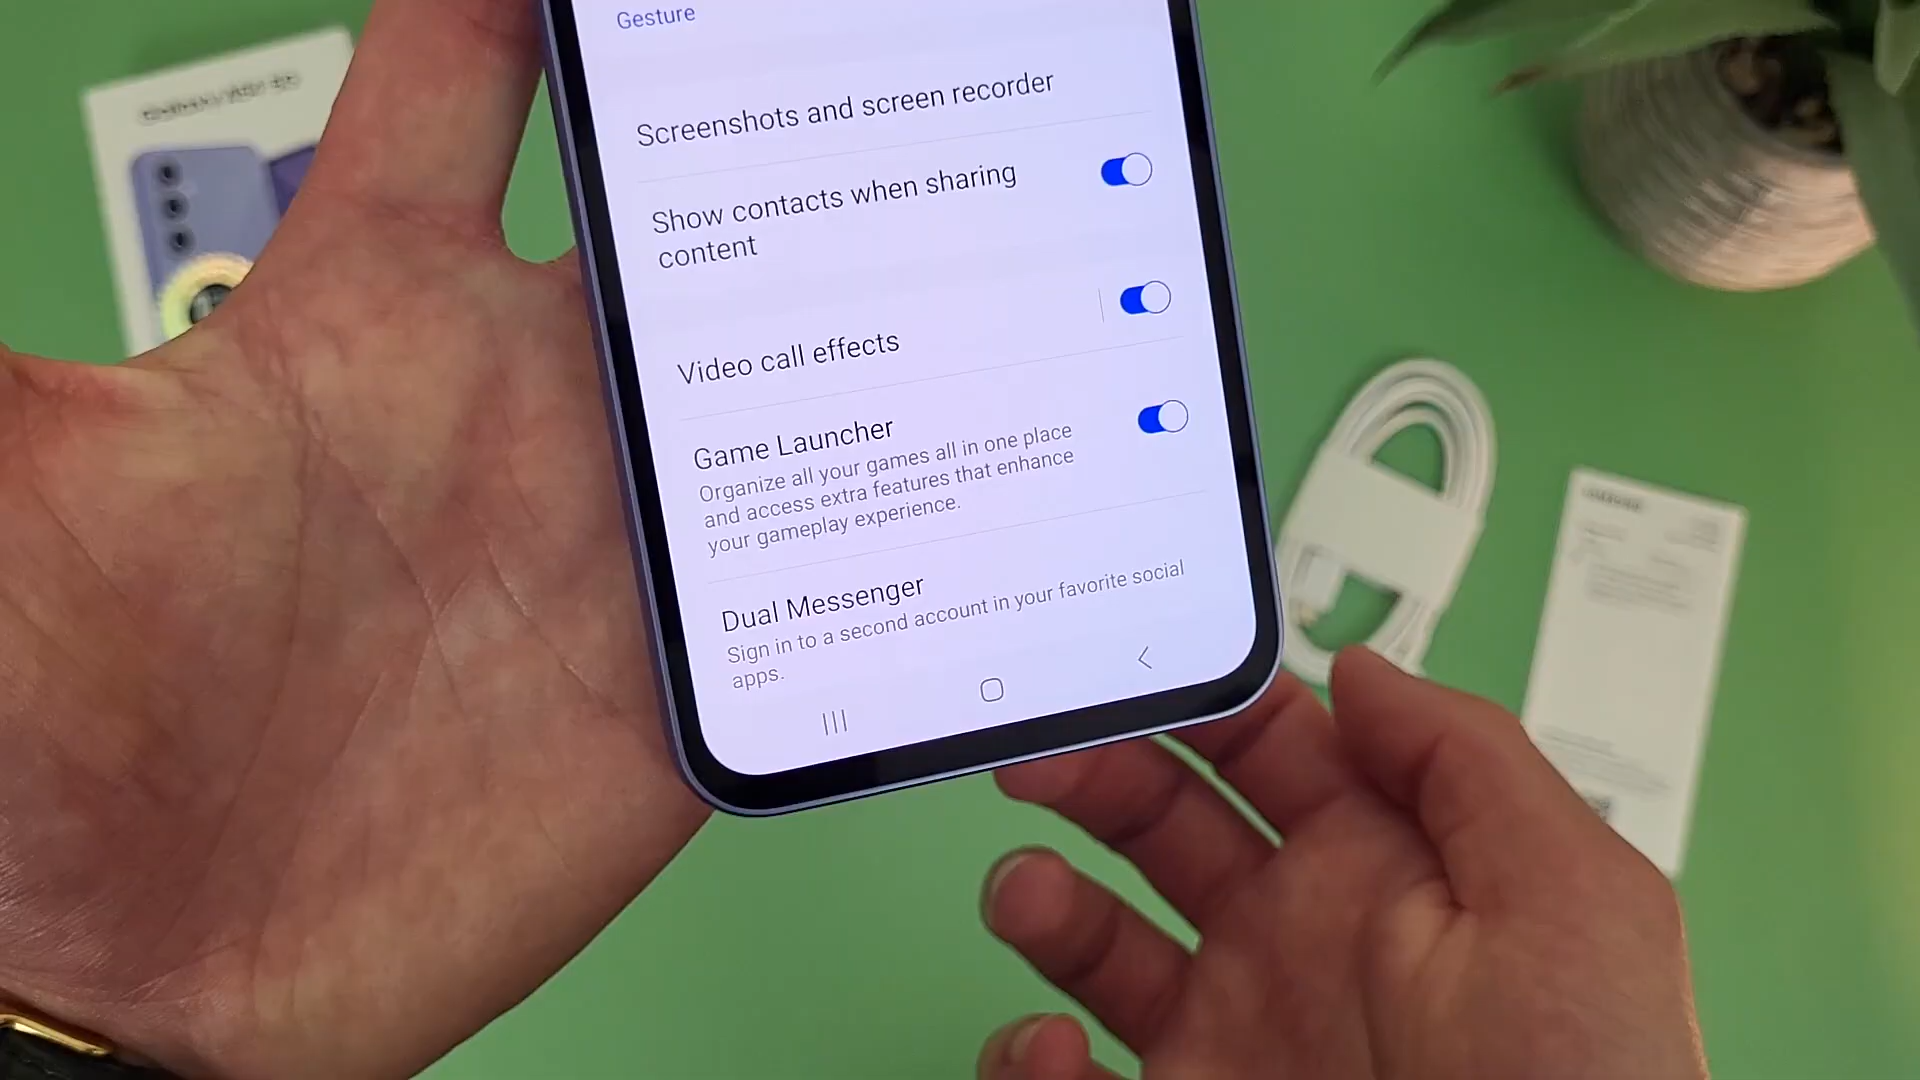 Gesture
Screenshots and screen recorder
Show contacts when sharing
content
Video call effects
Game Launcher
Organize all your games all in one place
and access extra features that enhance
your gameplay experience.
Dual Messenger
Sign in to a second account in your favorite social
apps.
SAMSUNG